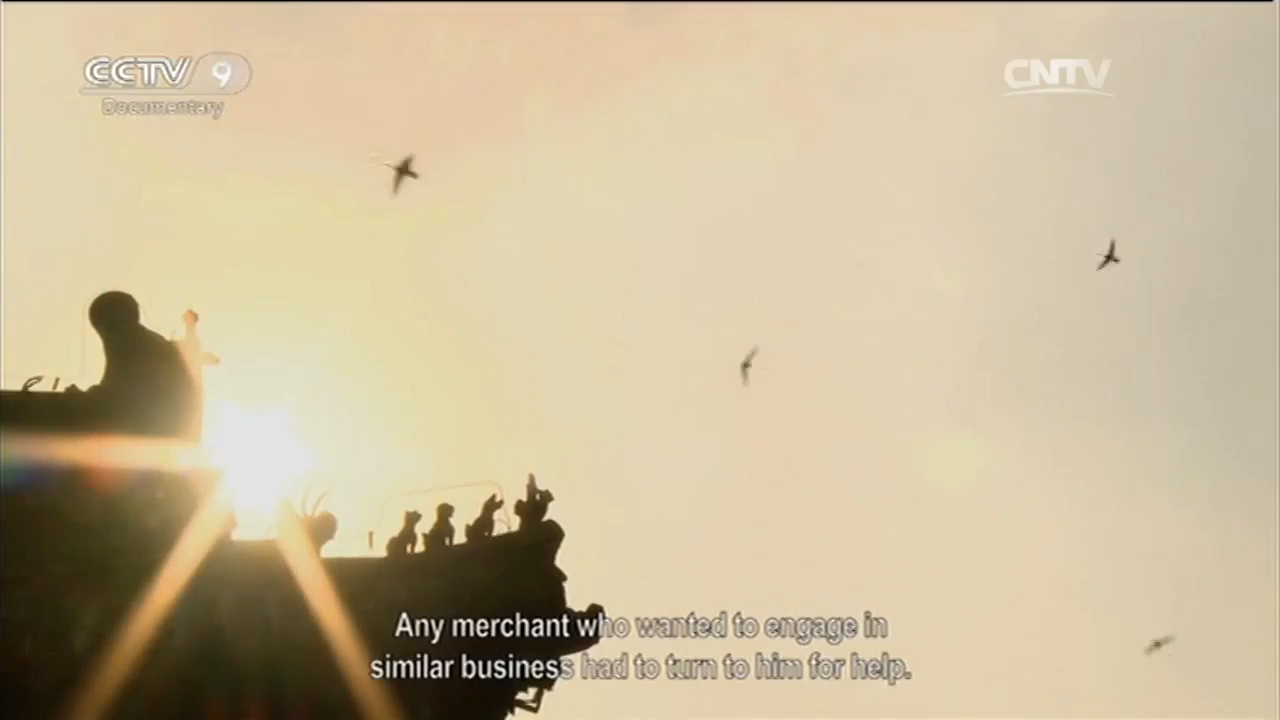 CCTV 9
Documentary
CNTV
Any merchant who wanted to engage in
similar business had to turn to him for help.